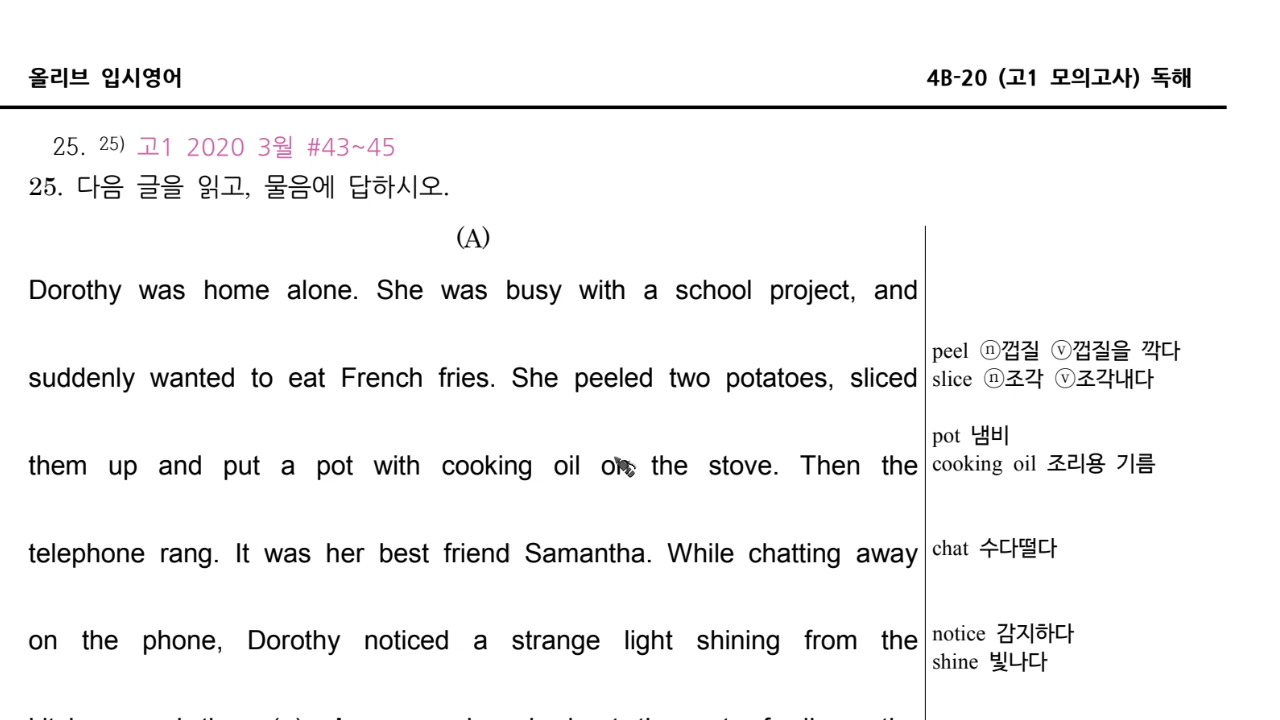 올리브 입시영어
4B-20 (고1 모의고사) 독해
25. 25) 고1 2020 3월 #43~45
25. 다음 글을 읽고, 물음에 답하시오.
(A)
Dorothy was home alone. She was busy with a school project, and
peel ⓝ껍질 ⓥ껍질을 깍다
suddenly wanted to eat French fries. She peeled two potatoes, sliced
slice ⓝ조각 ⓥ조각내다
pot 냄비
them up and put a pot with cooking oil on the stove. Then the
cooking oil 조리용 기름
telephone rang. It was her best friend Samantha. While chatting away
chat 수다떨다
on the phone, Dorothy noticed a strange light shining from the
notice 감지하다
shine 빛나다